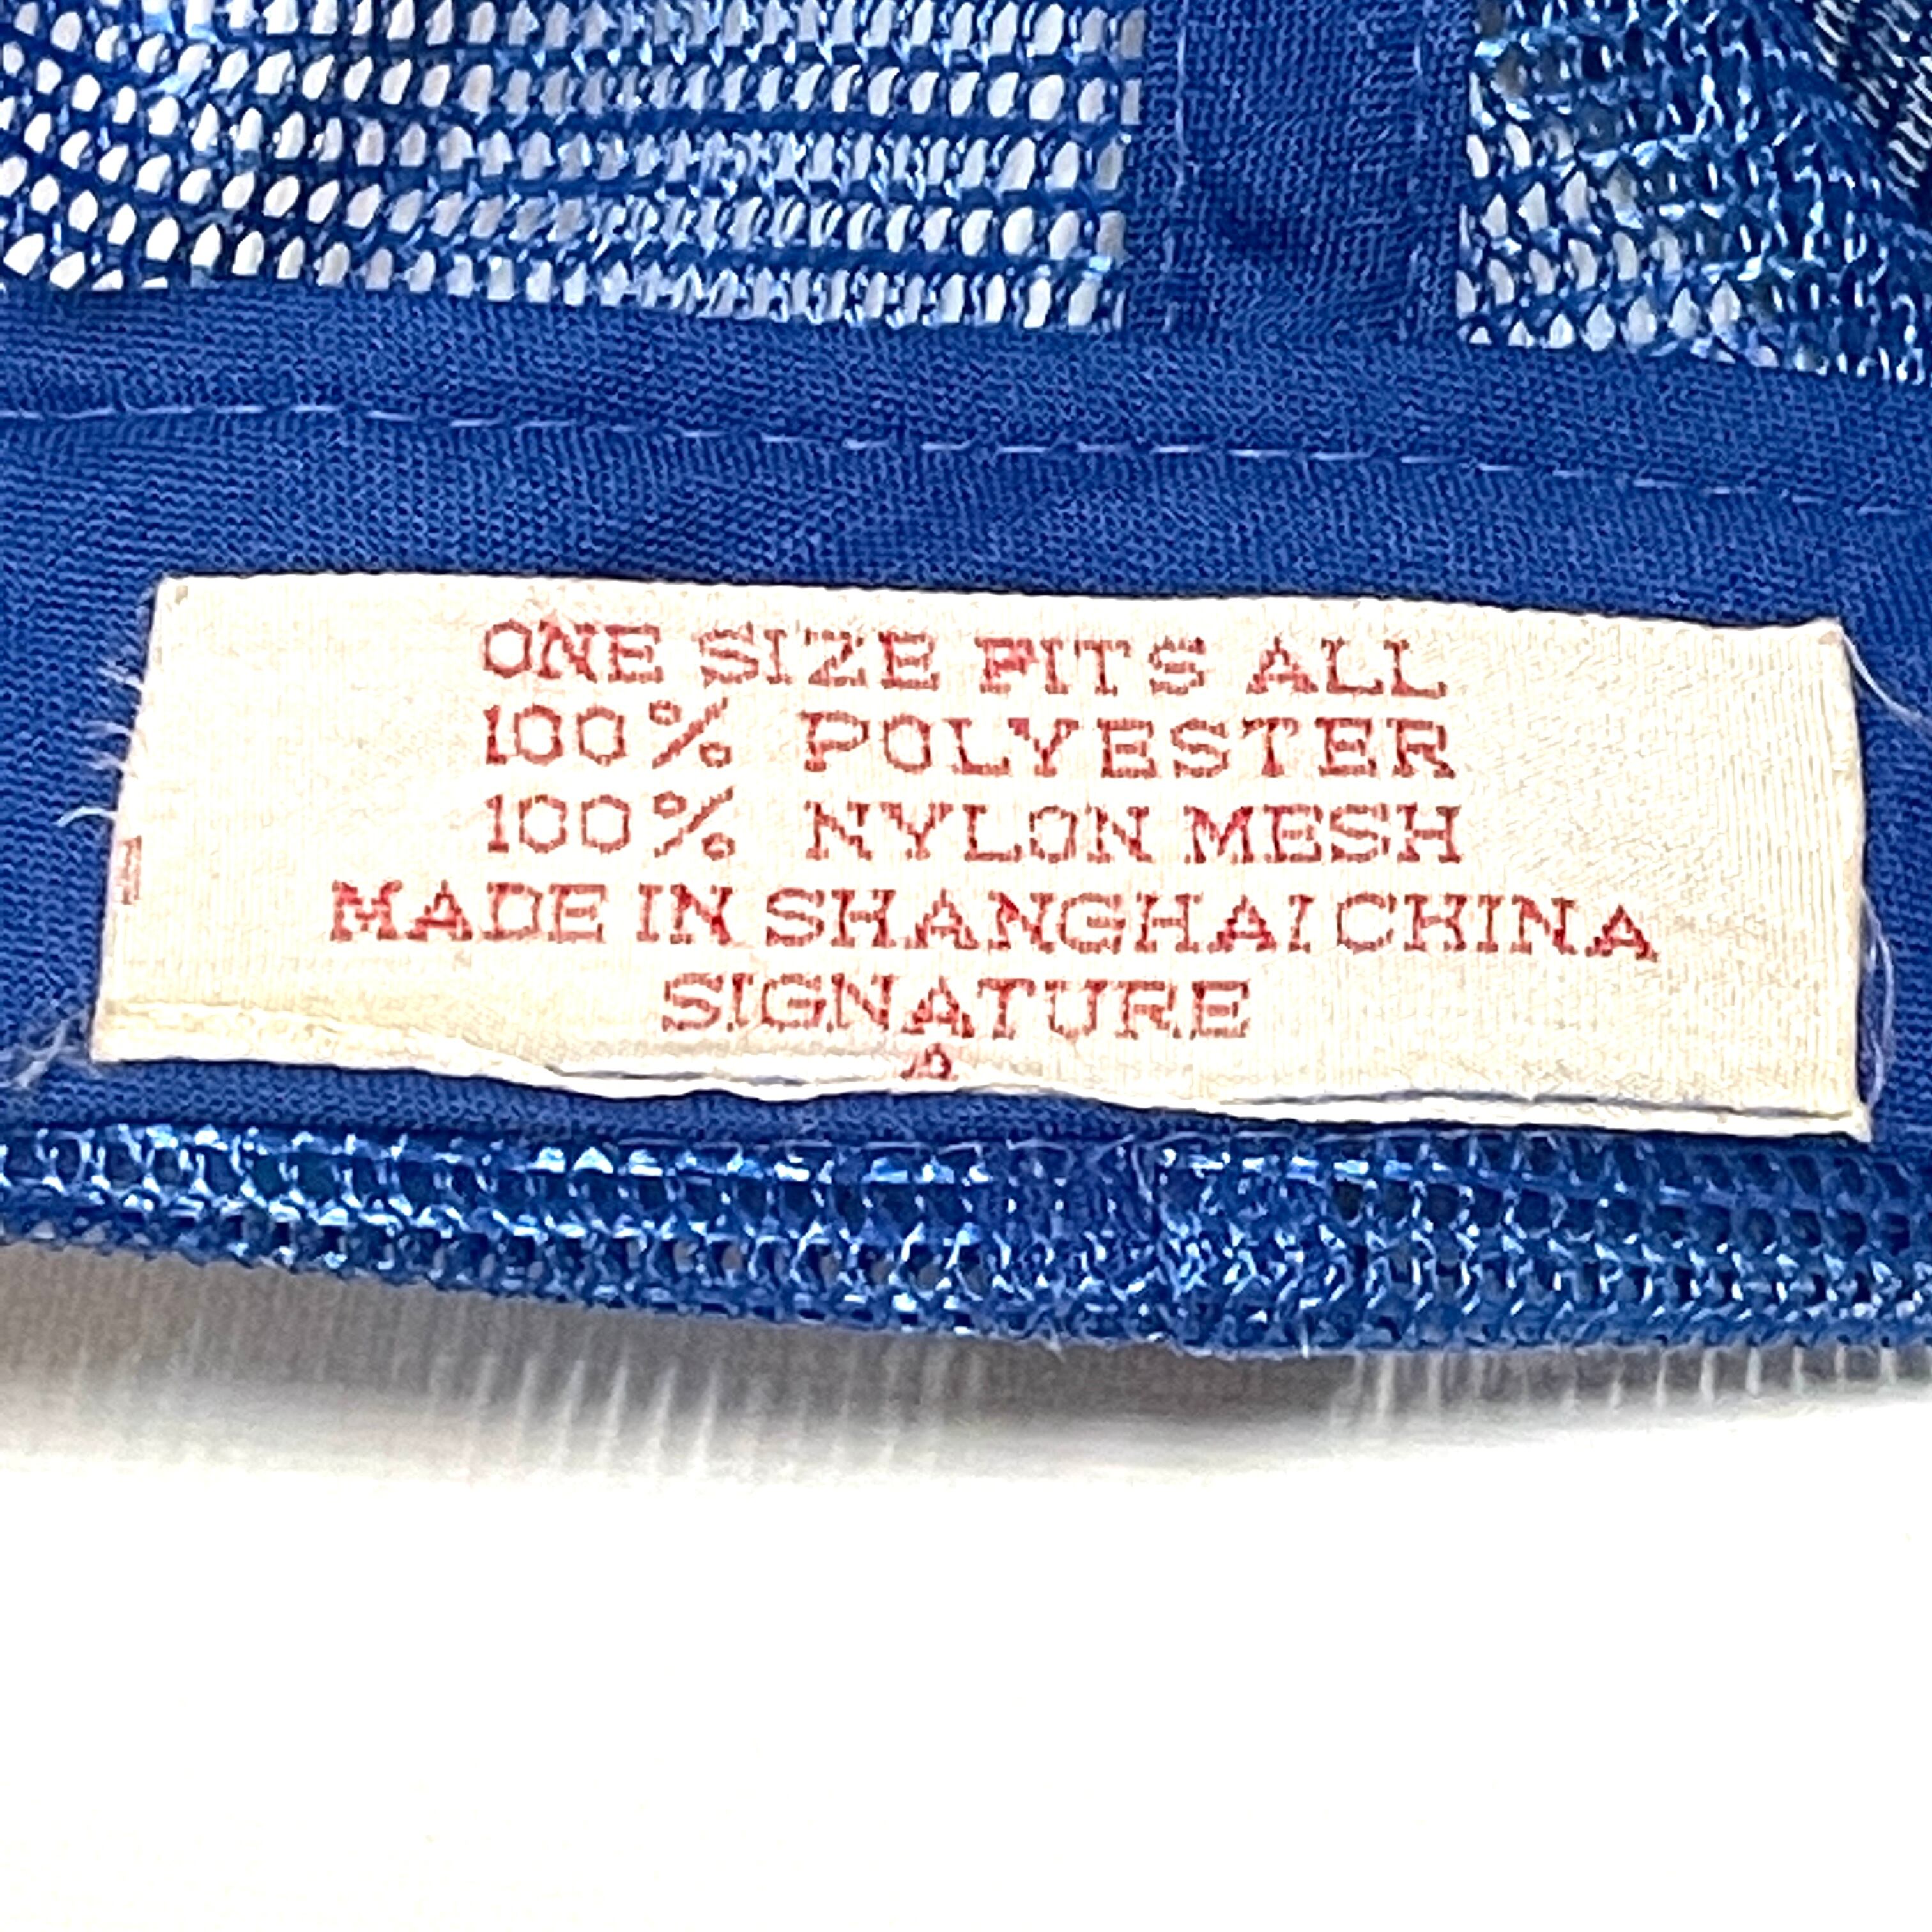 ONE SIZE FITS ALL
100% POLYESTER
100% NYLON MESH
MADE IN SHANGHAI CHINA
SIGNATURE